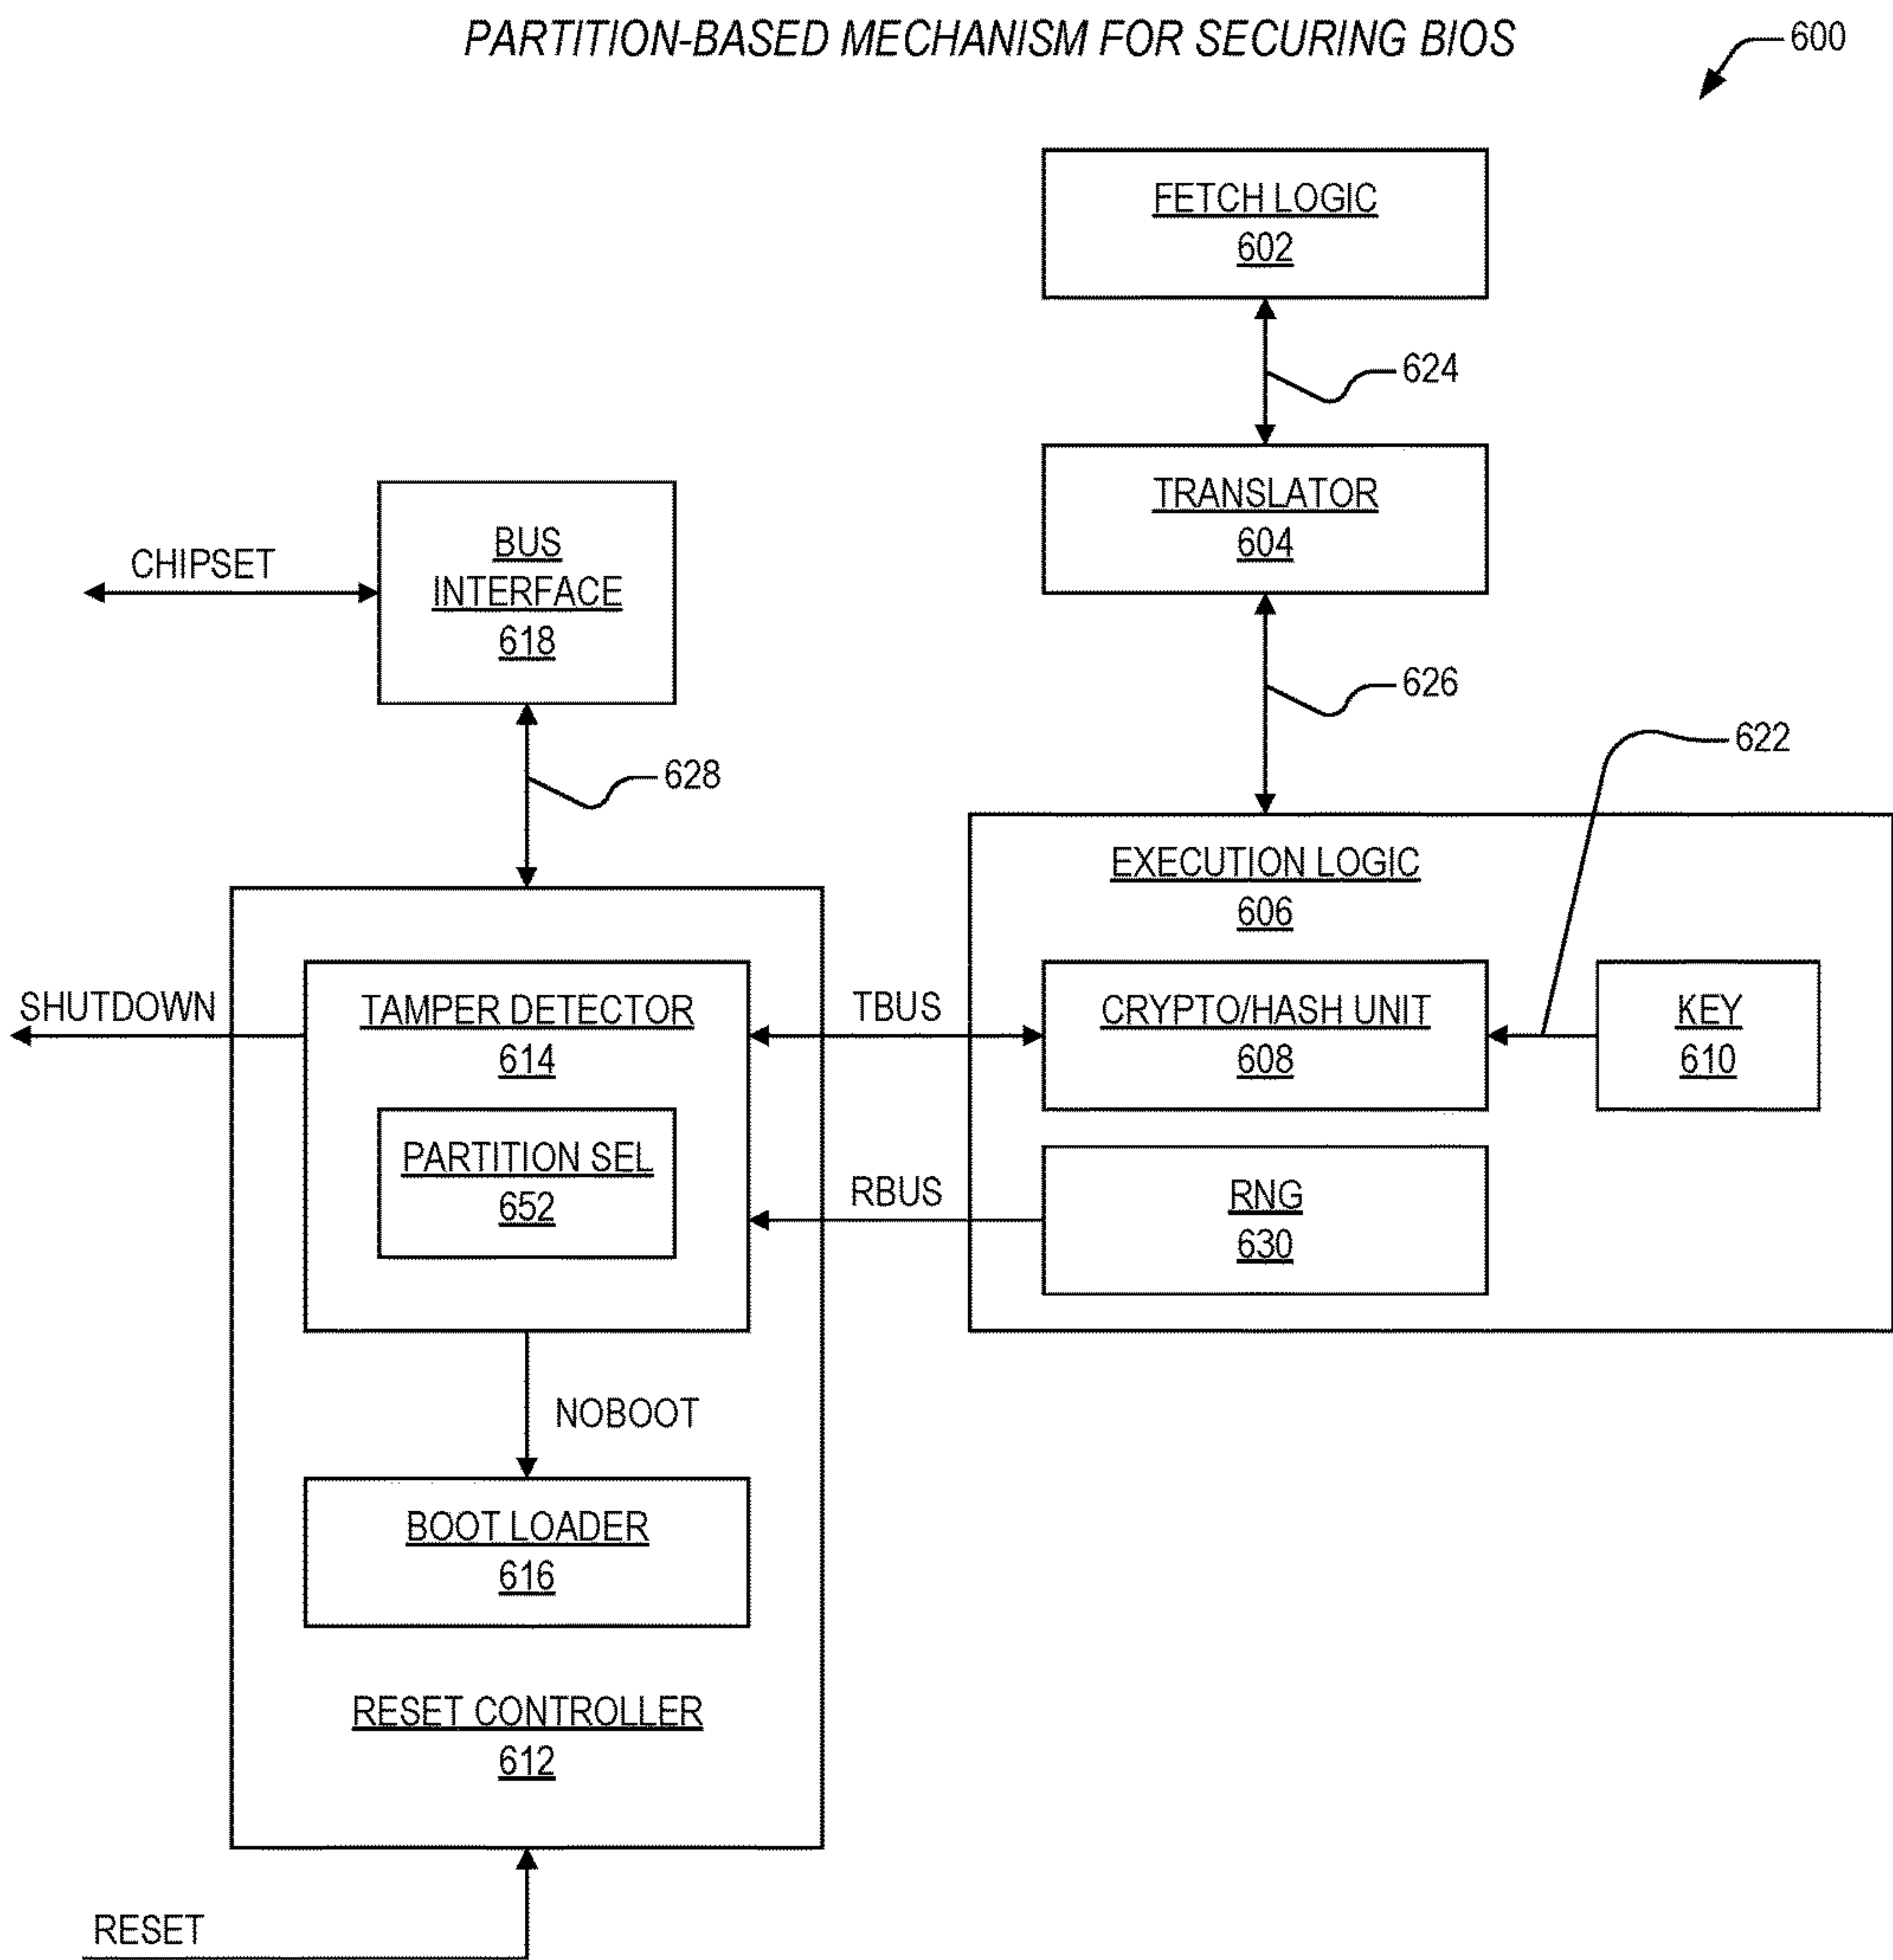 PARTITION-BASED MECHANISM FOR SECURING BIOS
600
FETCH LOGIC
602
624
TRANSLATOR
604
BUS
INTERFACE
618
CHIPSET
626
622
628
EXECUTION LOGIC
606
SHUTDOWN
TAMPER DETECTOR
614
TBUS
CRYPTO/HASH UNIT
608
KEY
610
PARTITION SEL
652
RBUS
RNG
630
NOBOOT
BOOT LOADER
616
RESET CONTROLLER
612
RESET